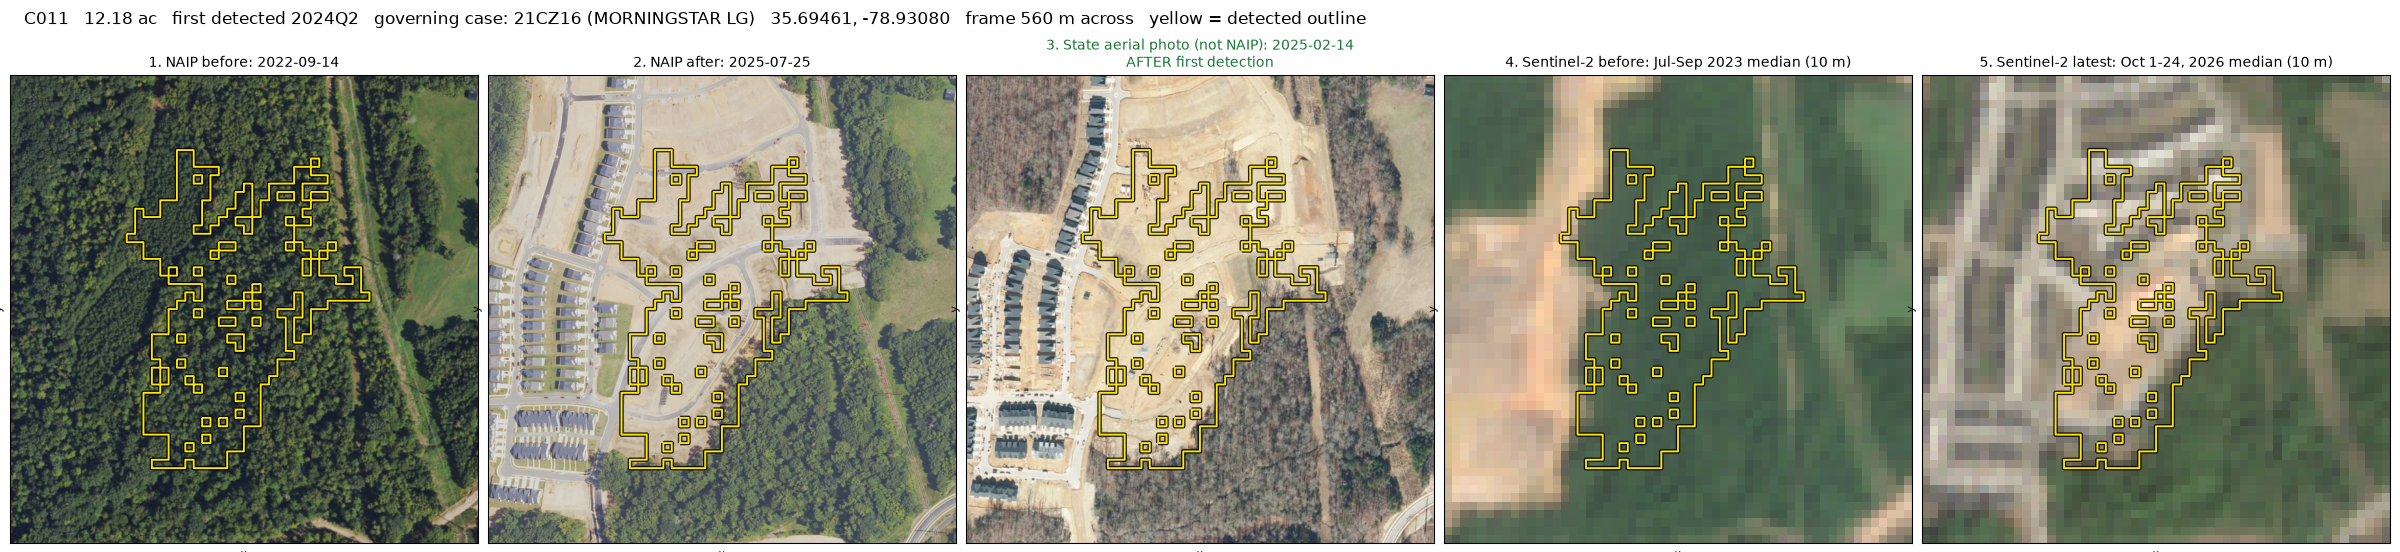 C011   12.18 ac   first detected 2024Q2   governing case: 21CZ16 (MORNINGSTAR LG)   35.69461, -78.93080   frame 560 m across   yellow = detected outline
1. NAIP before: 2022-09-14
2. NAIP after: 2025-07-25
3. State aerial photo (not NAIP): 2025-02-14
AFTER first detection
4. Sentinel-2 before: Jul-Sep 2023 median (10 m)
5. Sentinel-2 latest: Oct 1-24, 2026 median (10 m)